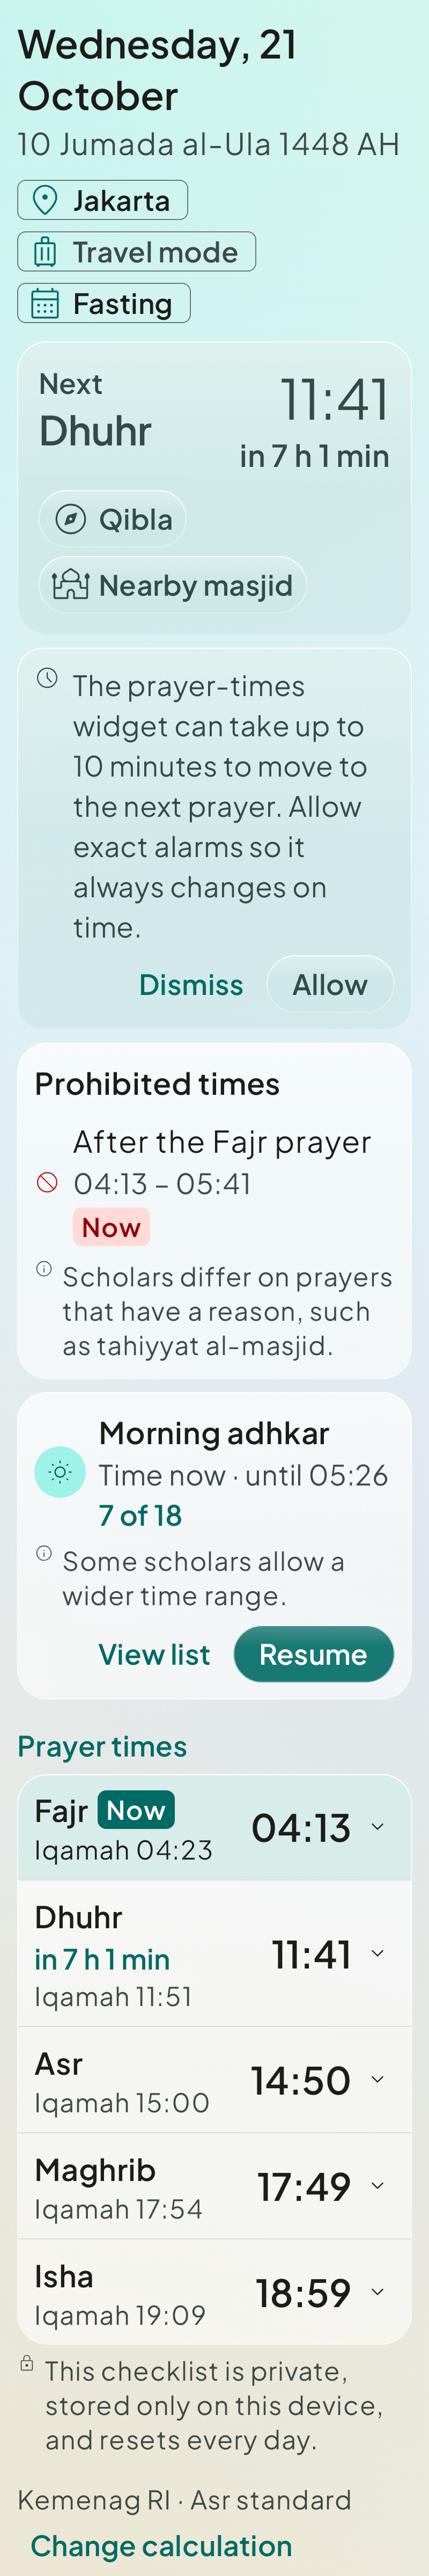 Wednesday, 21
October
10 Jumada al-Ula 1448 AH
Jakarta
Travel mode
Fasting
Next
Dhuhr
11:41
in 7 h 1 min
Qibla
Nearby masjid
The prayer-times
widget can take up to
10 minutes to move to
the next prayer. Allow
exact alarms so it
always changes on
time.
Dismiss
Allow
Prohibited times
After the Fajr prayer
04:13 – 05:41
Now
Scholars differ on prayers
that have a reason, such
as tahiyyat al-masjid.
Morning adhkar
Time now · until 05:26
7 of 18
Some scholars allow a
wider time range.
View list
Resume
Prayer times
Fajr Now
Iqamah 04:23
04:13
Dhuhr
in 7 h 1 min
Iqamah 11:51
11:41
Asr
Iqamah 15:00
14:50
Maghrib
Iqamah 17:54
17:49
Isha
Iqamah 19:09
18:59
This checklist is private,
stored only on this device,
and resets every day.
Kemenag RI · Asr standard
Change calculation